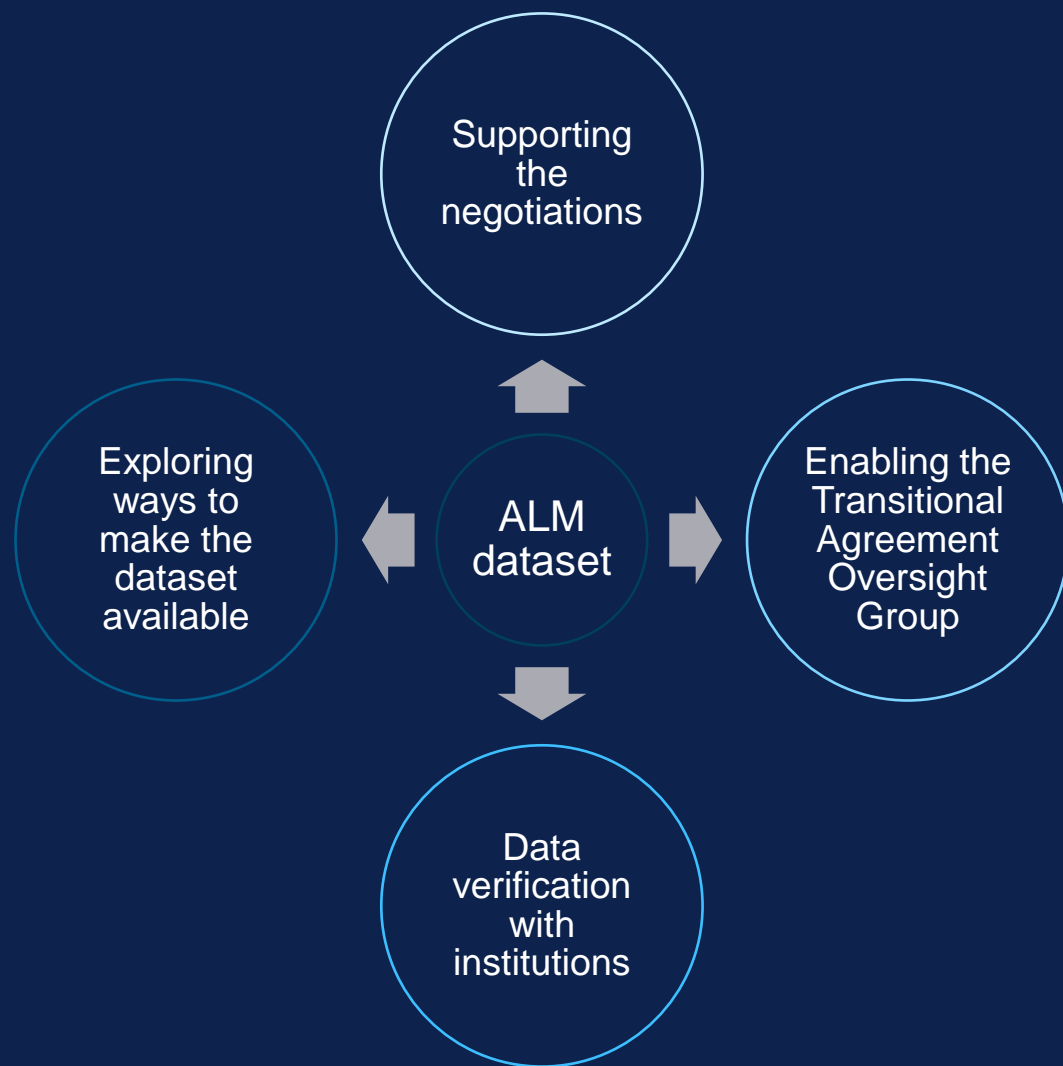 Supporting
the
negotiations
Exploring
ways to
make the
dataset
available
ALM
dataset
Enabling the
Transitional
Agreement
Oversight
Group
Data
verification
with
institutions